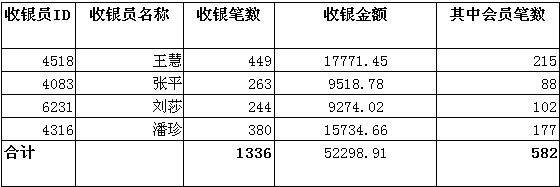 收银员ID 收银员名称 收银笔数 收银金额 其中会员笔数
4518 王慧 449 17771.45 215
4083 张平 263 9518.78 88
6231 刘莎 244 9274.02 102
4316 潘珍 380 15734.66 177
合计 1336 52298.91 582